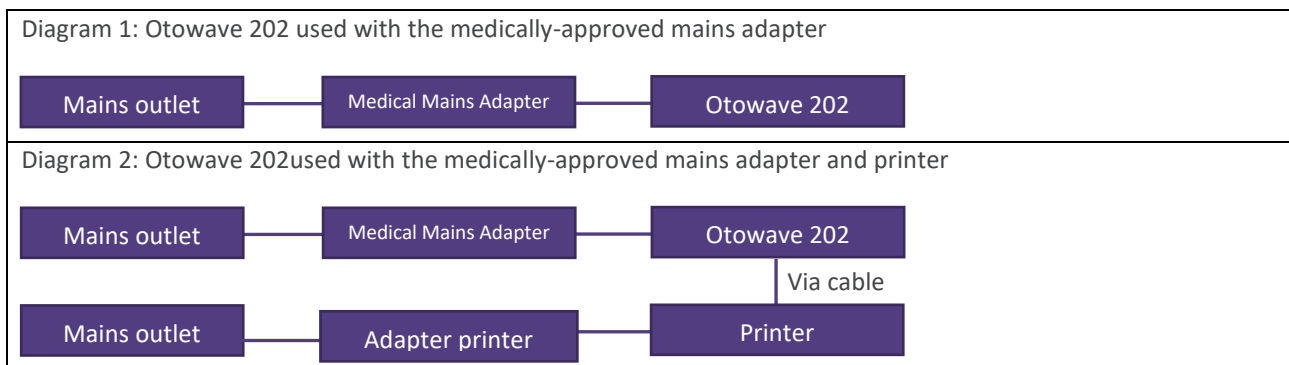 Diagram 1: Otowave 202 used with the medically-approved mains adapter
Mains outlet Medical Mains Adapter Otowave 202
Diagram 2: Otowave 202used with the medically-approved mains adapter and printer
Mains outlet Medical Mains Adapter Otowave 202
Via cable
Mains outlet Adapter printer Printer